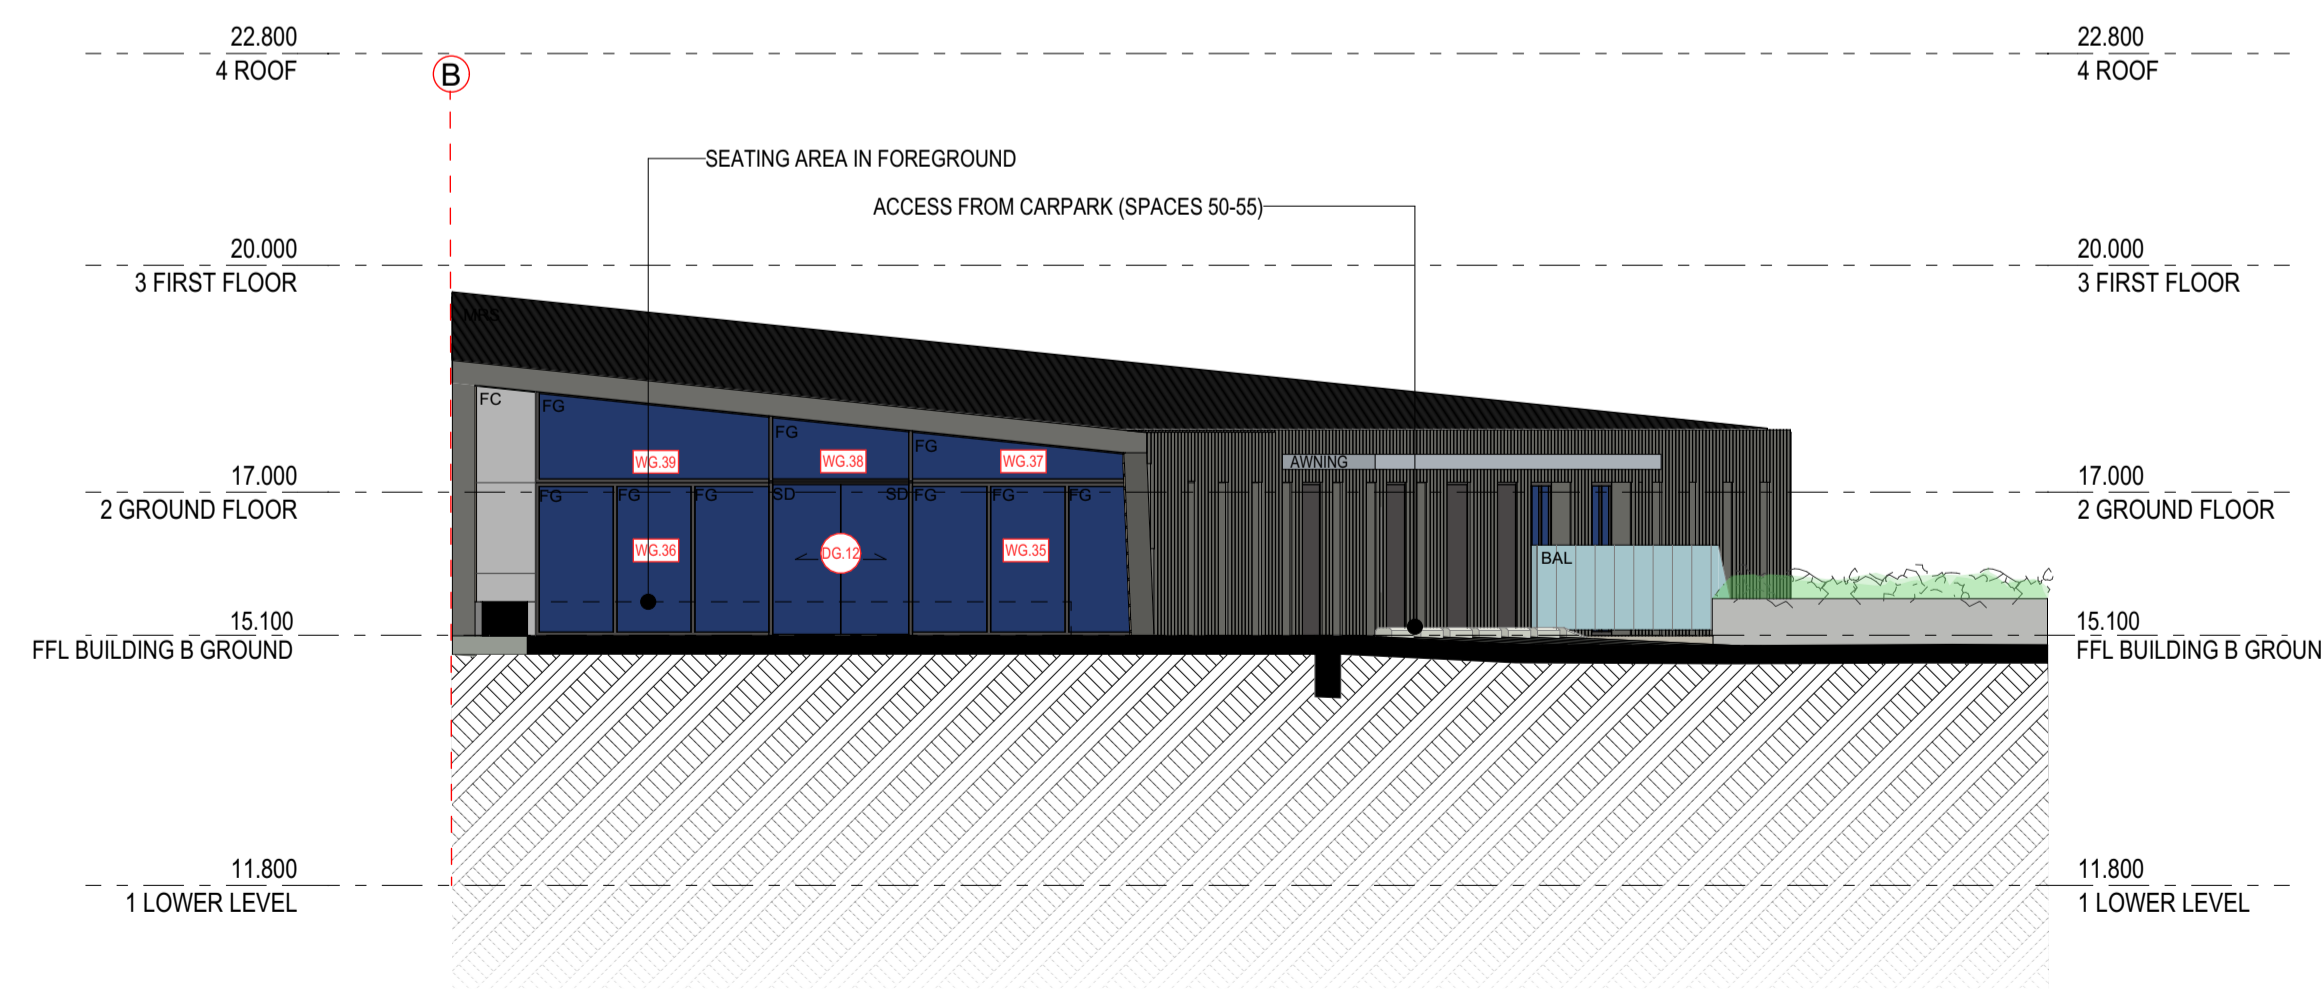 22.800
4 ROOF
22.800
4 ROOF
B
SEATING AREA IN FOREGROUND
ACCESS FROM CARPARK (SPACES 50-55)
20.000
3 FIRST FLOOR
20.000
3 FIRST FLOOR
MRS
FC
FG
FG
FG
WG.39
WG.38
WG.37
AWNING
17.000
2 GROUND FLOOR
17.000
2 GROUND FLOOR
FG
FG
FG
SD
SD
FG
FG
FG
WG.36
DG.12
WG.35
BAL
15.100
FFL BUILDING B GROUND
15.100
FFL BUILDING B GROUN
11.800
1 LOWER LEVEL
11.800
1 LOWER LEVEL